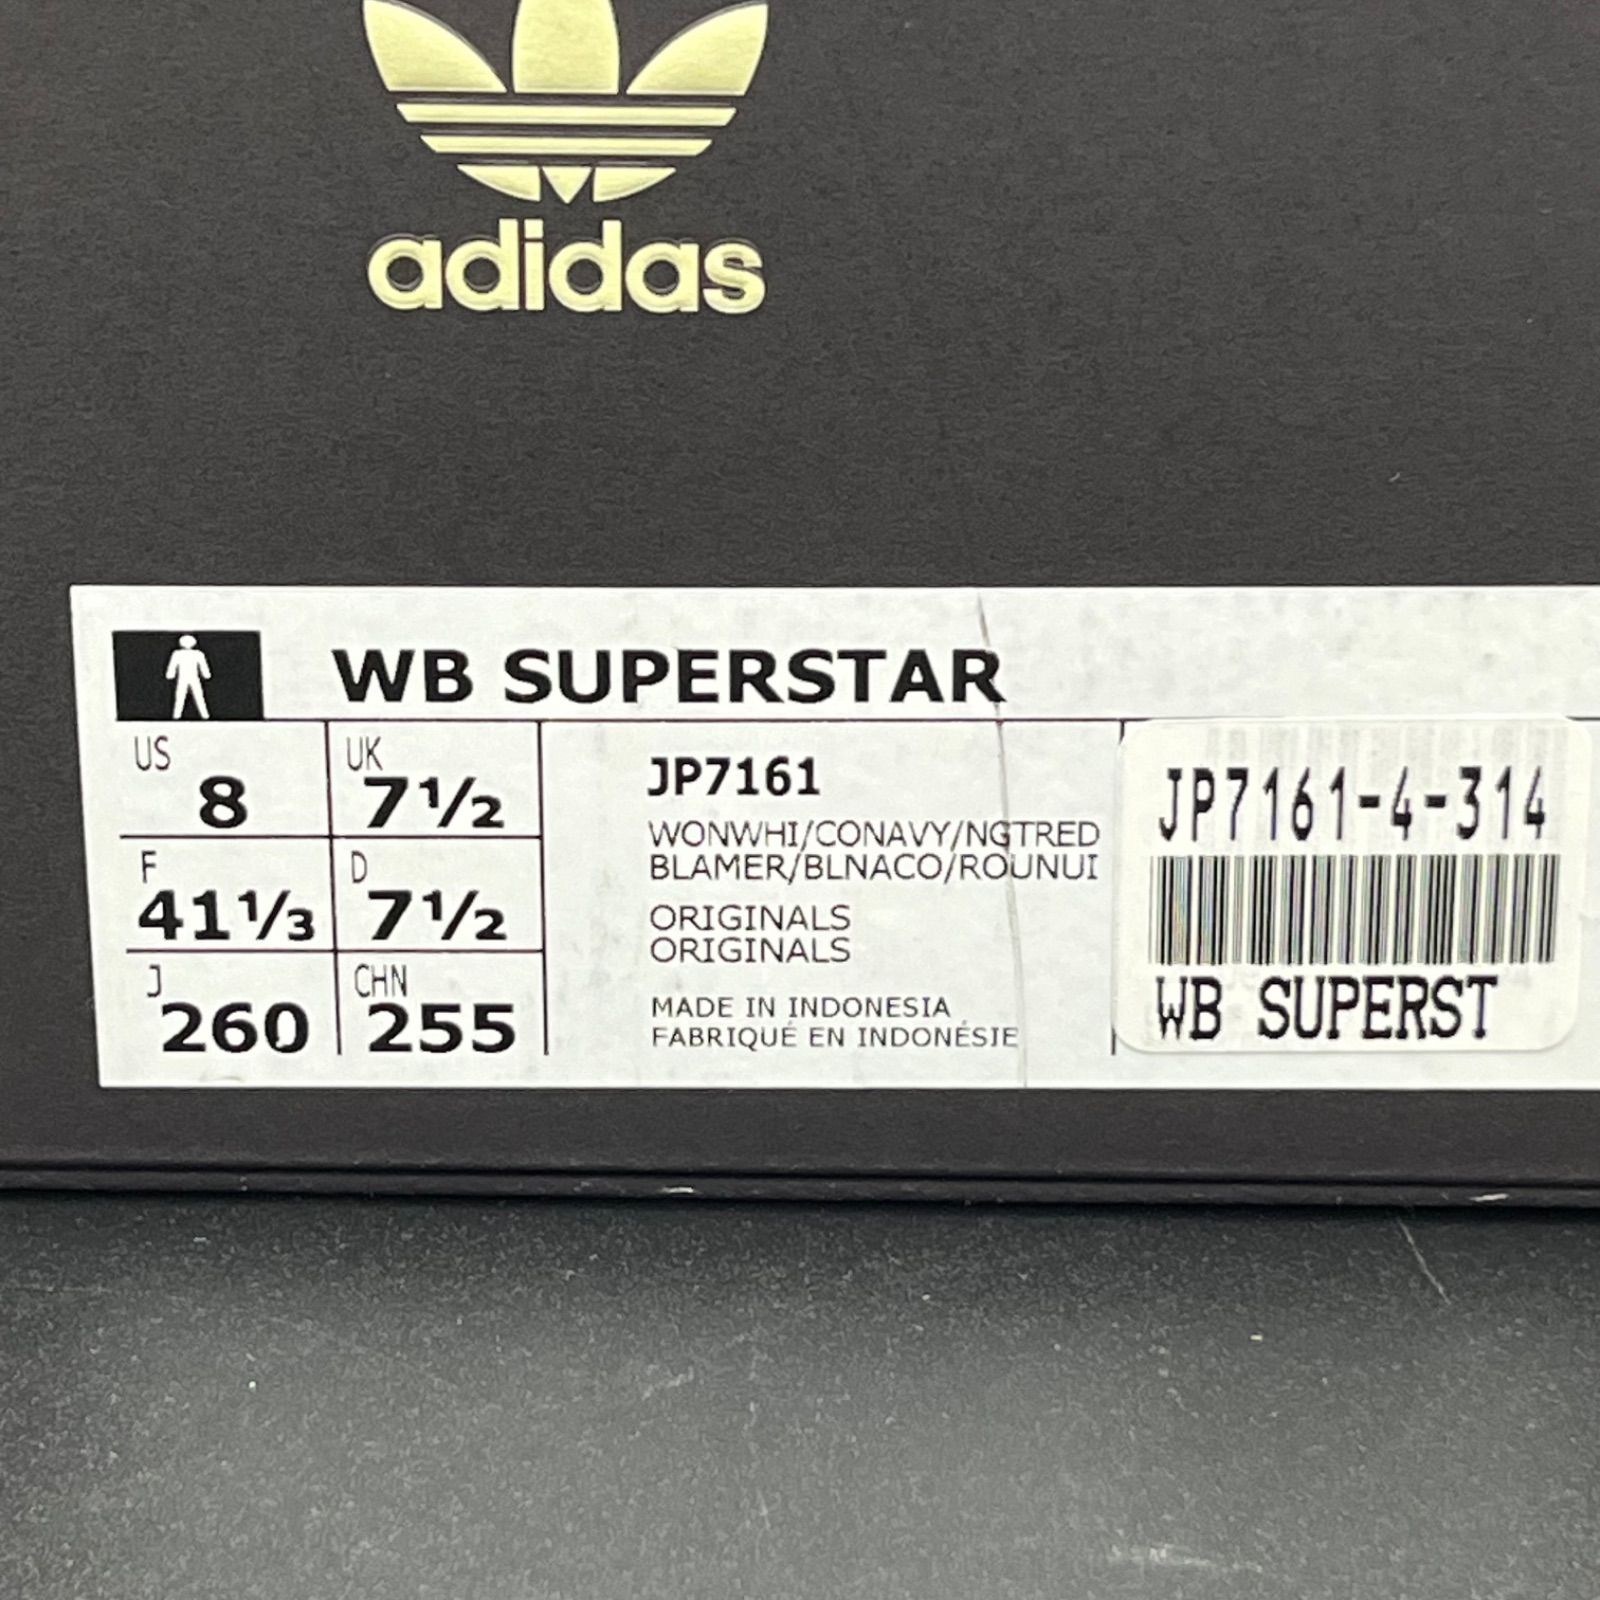 adidas
WB SUPERSTAR
US
8
UK
7½
F
41⅓
D
7½
J
260
CHN
255
JP7161
WONWHI/CONAVY/NGTRED
BLAMER/BLNACO/ROUNUI
ORIGINALS
ORIGINALS
MADE IN INDONESIA
FABRIQUÉ EN INDONÉSIE
JP7161-4-314
WB SUPERST